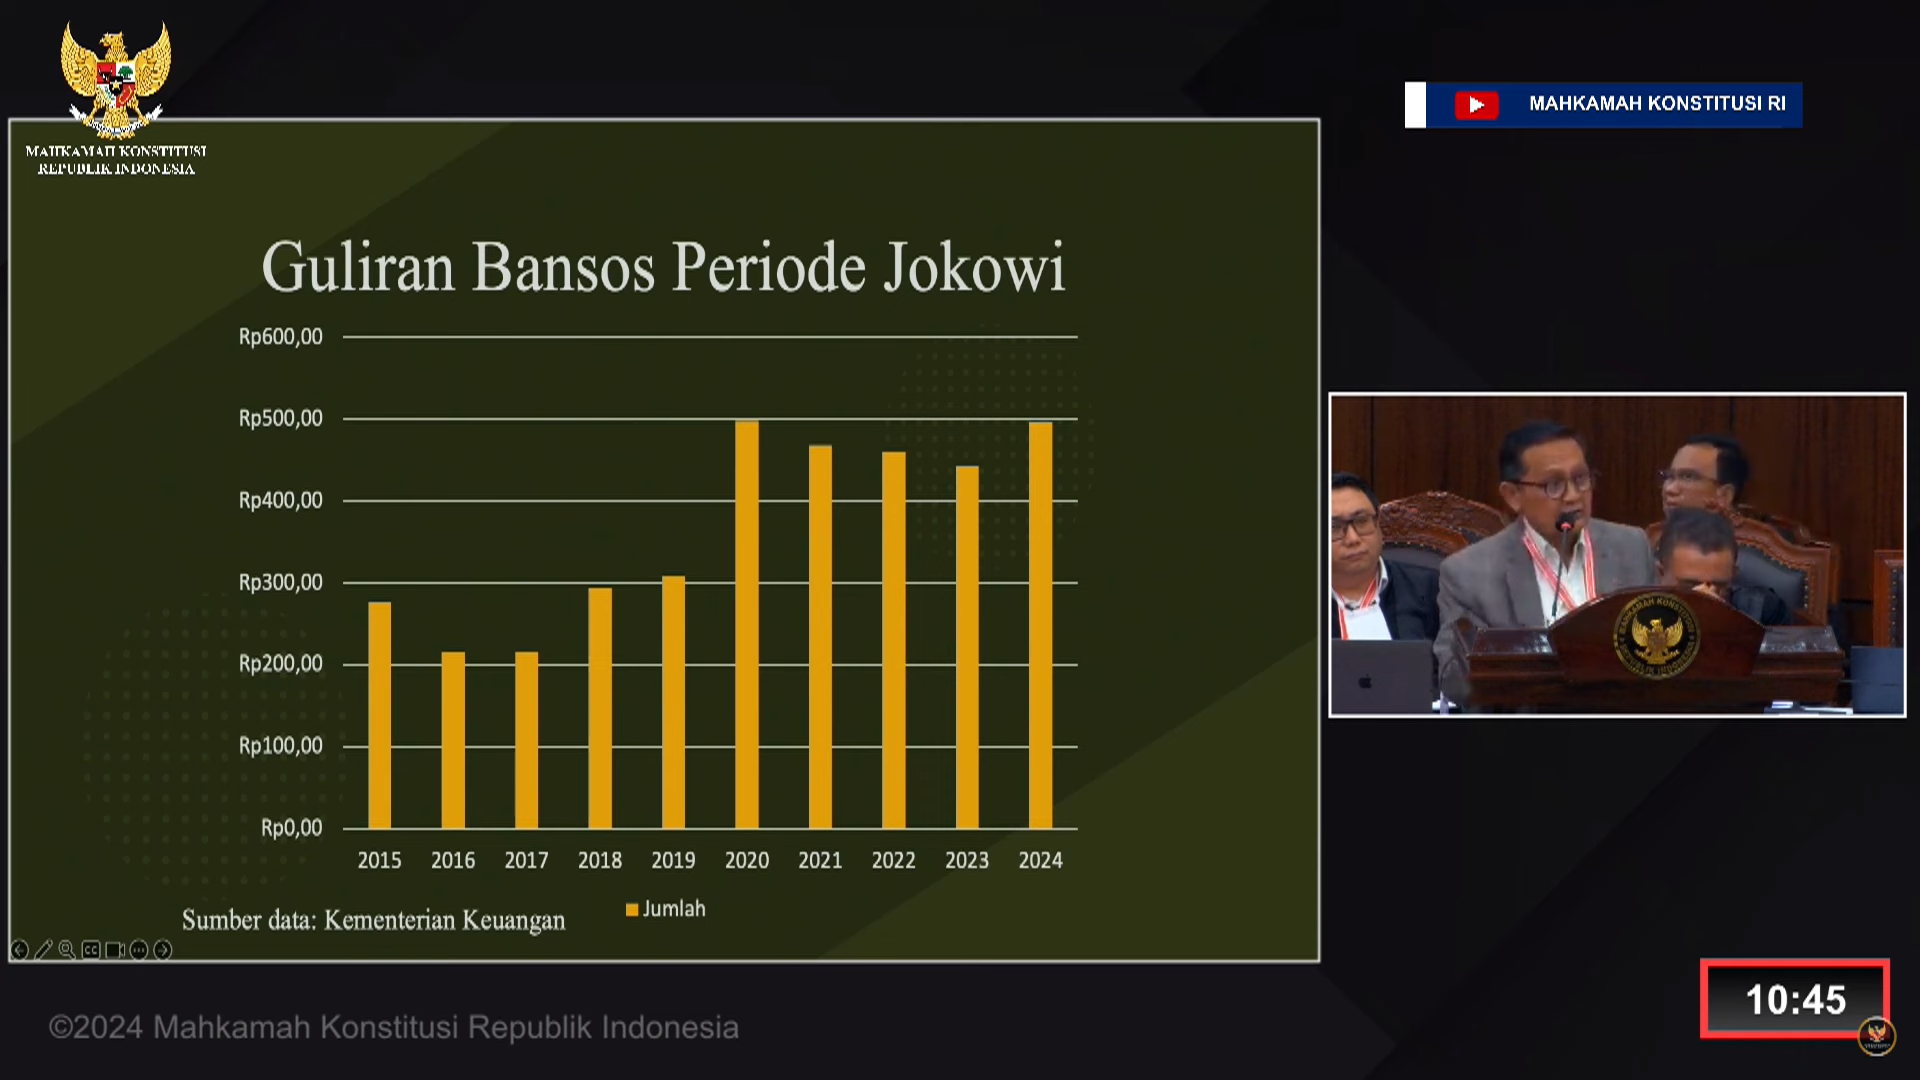 MAHKAMAH KONSTITUSI
REPUBLIK INDONESIA
MAHKAMAH KONSTITUSI RI
Guliran Bansos Periode Jokowi
Rp600,00
Rp500,00
Rp400,00
Rp300,00
Rp200,00
Rp100,00
Rp0,00
2015 2016 2017 2018 2019 2020 2021 2022 2023 2024
Jumlah
Sumber data: Kementerian Keuangan
CC
10:45
©2024 Mahkamah Konstitusi Republik Indonesia